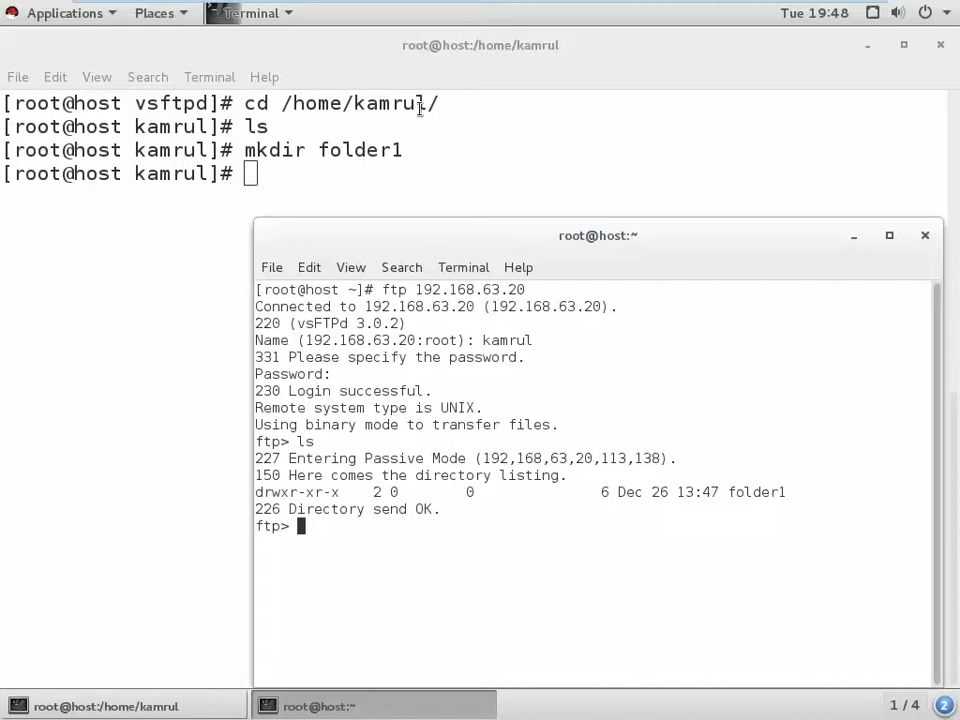 Applications Places Terminal Tue 19:48
root@host:/home/kamrul
File Edit View Search Terminal Help
[root@host vsftpd]# cd /home/kamrul/
[root@host kamrul]# ls
[root@host kamrul]# mkdir folder1
[root@host kamrul]#
root@host:~
File Edit View Search Terminal Help
[root@host ~]# ftp 192.168.63.20
Connected to 192.168.63.20 (192.168.63.20).
220 (vsFTPd 3.0.2)
Name (192.168.63.20:root): kamrul
331 Please specify the password.
Password:
230 Login successful.
Remote system type is UNIX.
Using binary mode to transfer files.
ftp> ls
227 Entering Passive Mode (192,168,63,20,113,138).
150 Here comes the directory listing.
drwxr-xr-x 2 0 0 6 Dec 26 13:47 folder1
226 Directory send OK.
ftp>
root@host:/home/kamrul root@host:~ 1 / 4 2